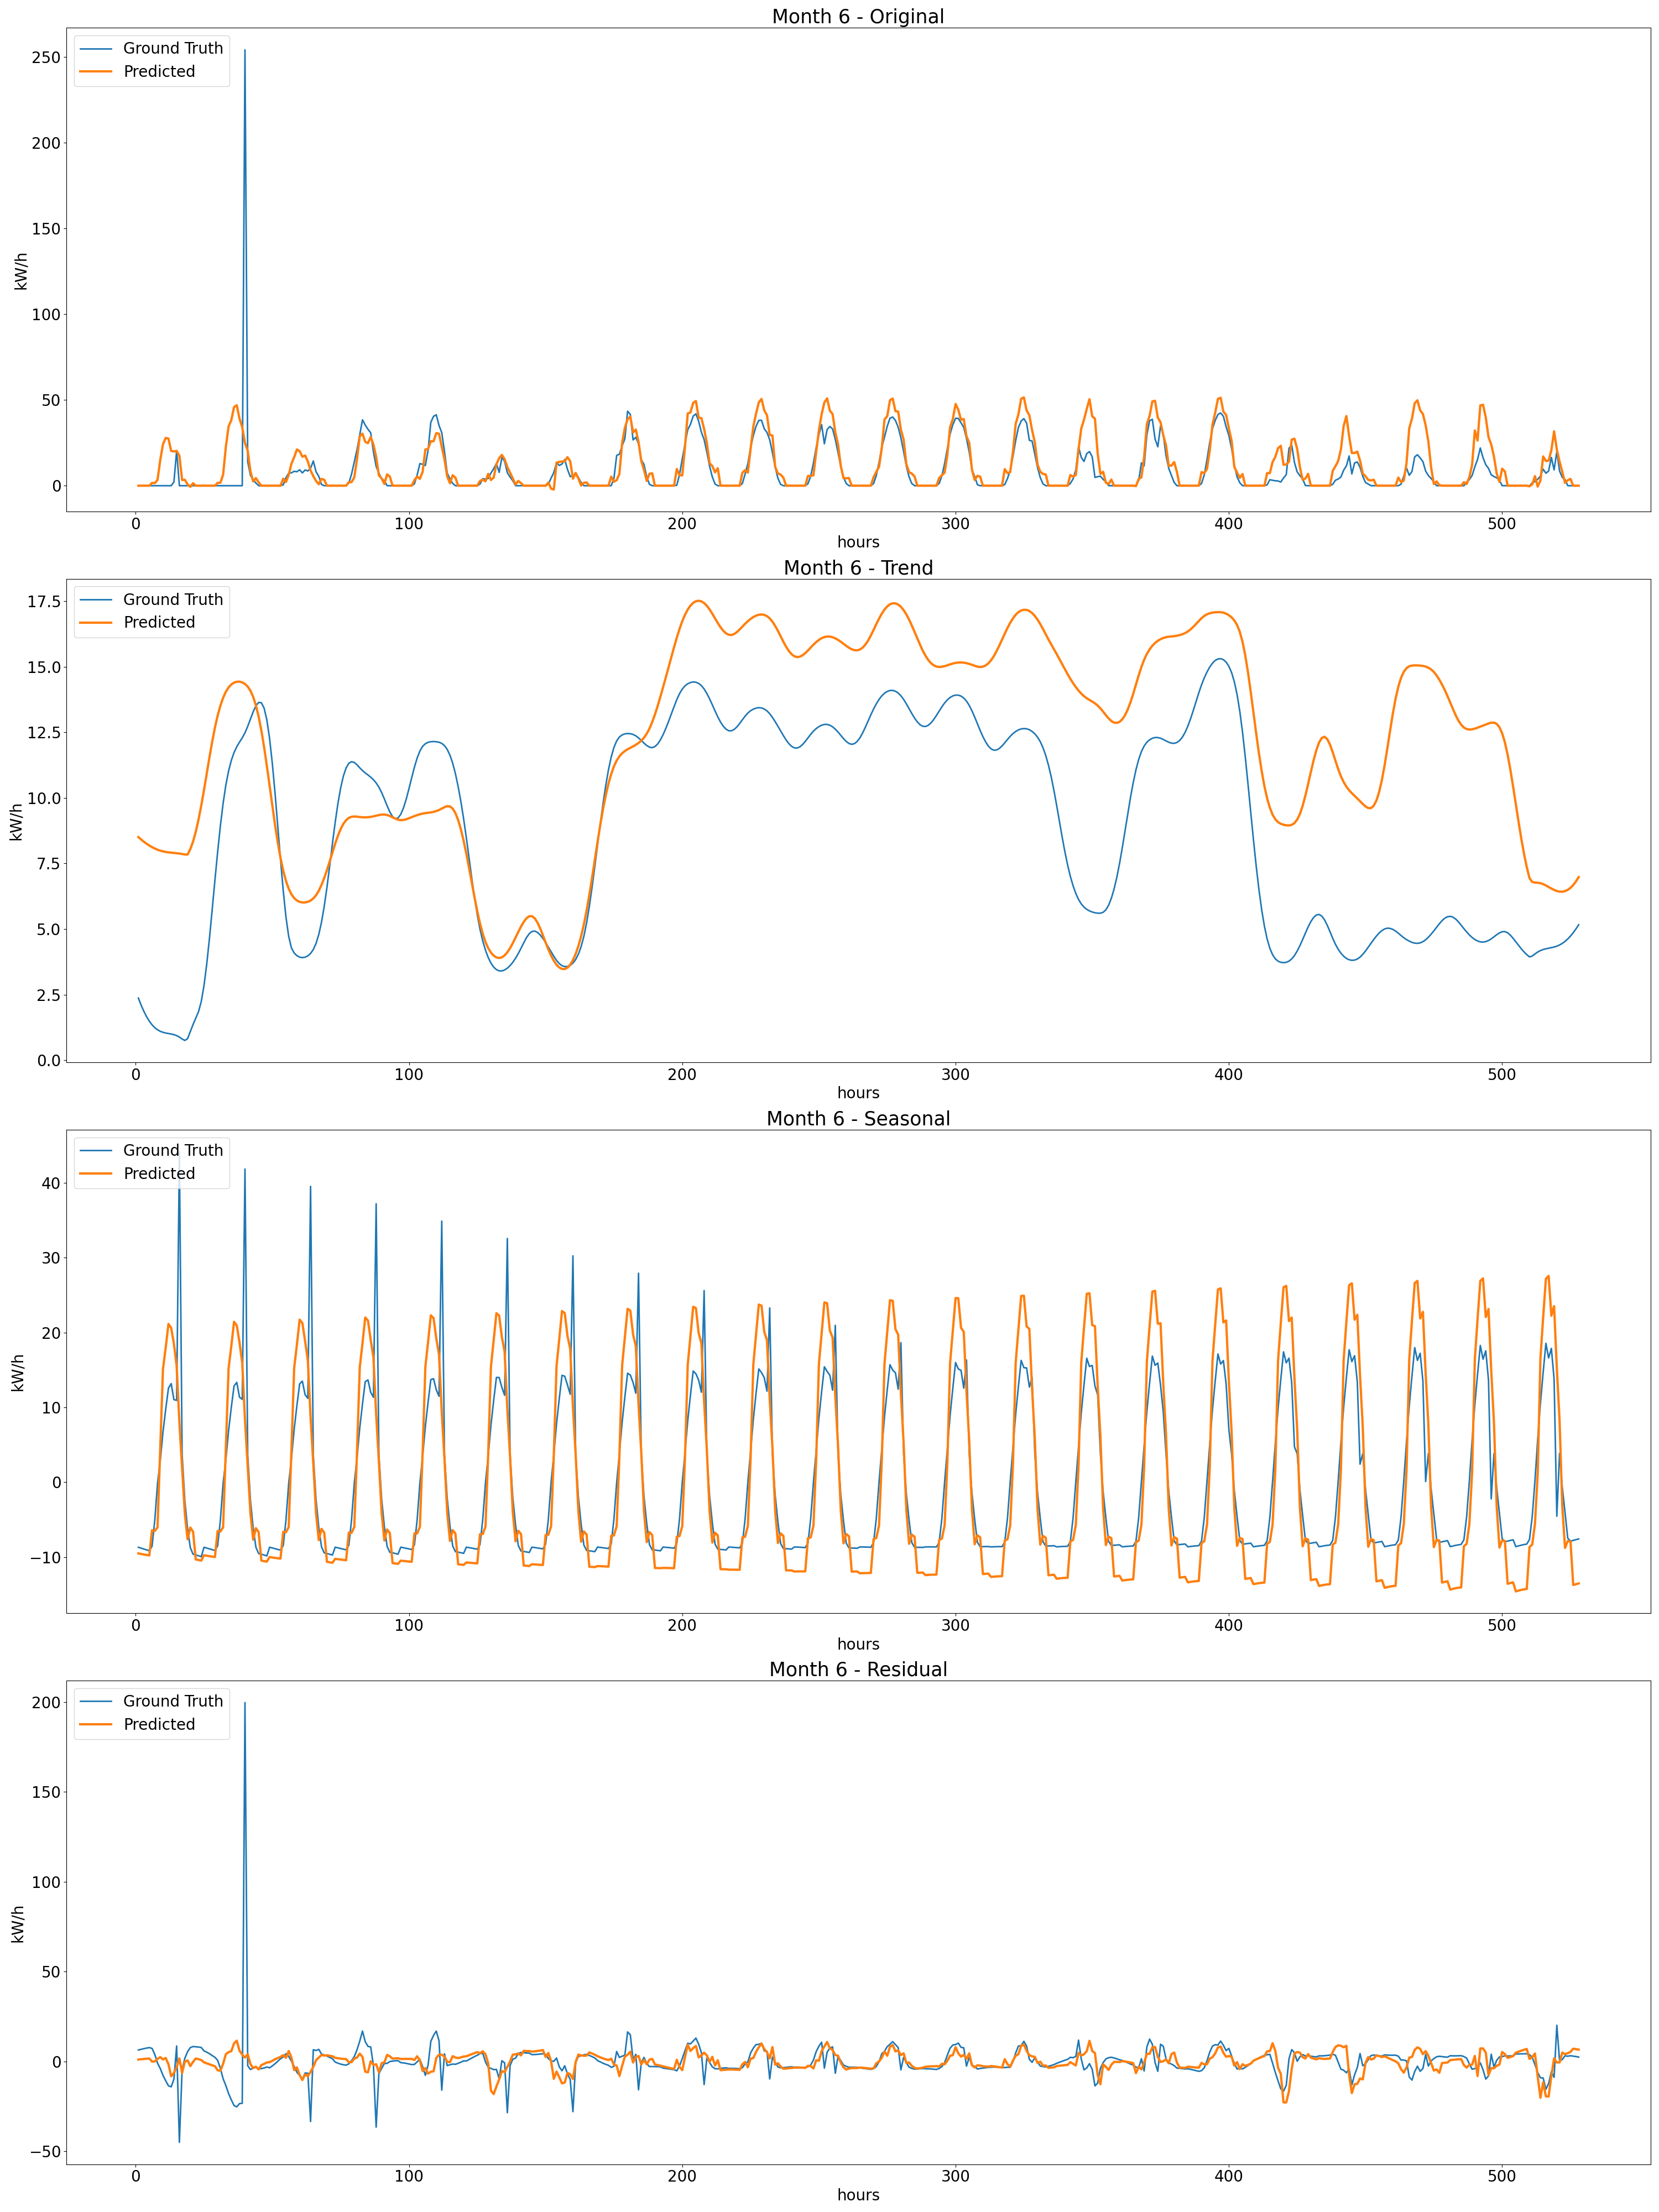 Month 6 - Original
Ground Truth
Predicted
250
200
150
100
50
0
kW/h
0 100 200 300 400 500
hours
Month 6 - Trend
Ground Truth
Predicted
17.5
15.0
12.5
10.0
7.5
5.0
2.5
0.0
kW/h
0 100 200 300 400 500
hours
Month 6 - Seasonal
Ground Truth
Predicted
40
30
20
10
0
−10
kW/h
0 100 200 300 400 500
hours
Month 6 - Residual
Ground Truth
Predicted
200
150
100
50
0
−50
kW/h
0 100 200 300 400 500
hours